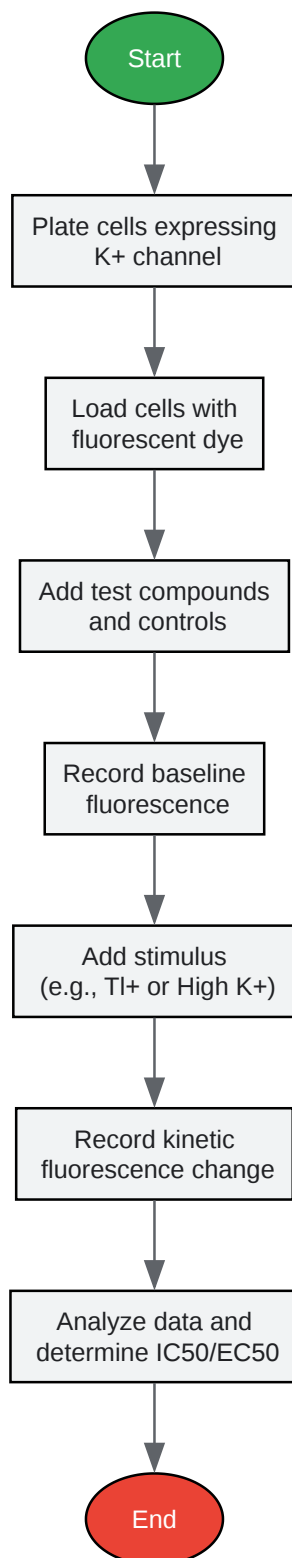 Start
Plate cells expressing
K+ channel
Load cells with
fluorescent dye
Add test compounds
and controls
Record baseline
fluorescence
Add stimulus
(e.g., Tl+ or High K+)
Record kinetic
fluorescence change
Analyze data and
determine IC50/EC50
End